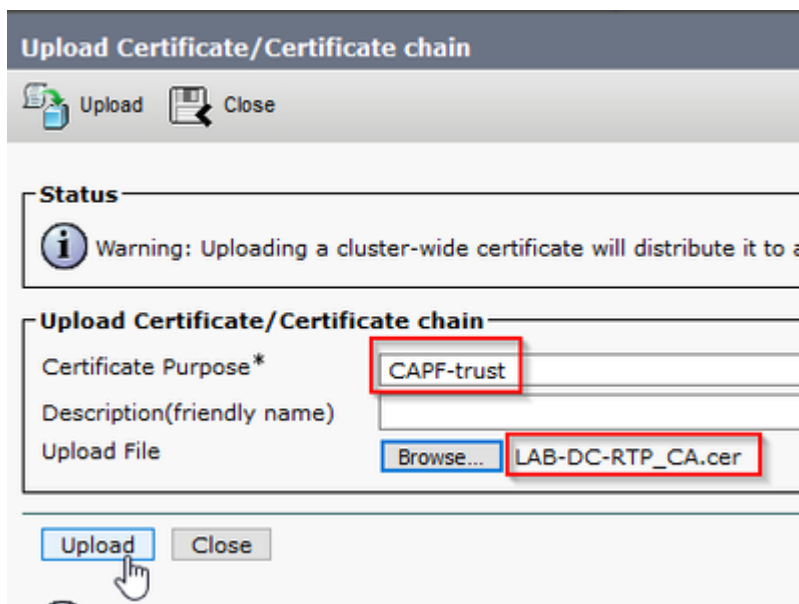 Upload Certificate/Certificate chain
Upload Close
Status
Warning: Uploading a cluster-wide certificate will distribute it to
Upload Certificate/Certificate chain
Certificate Purpose* CAPF-trust
Description(friendly name)
Upload File Browse... LAB-DC-RTP_CA.cer
Upload Close